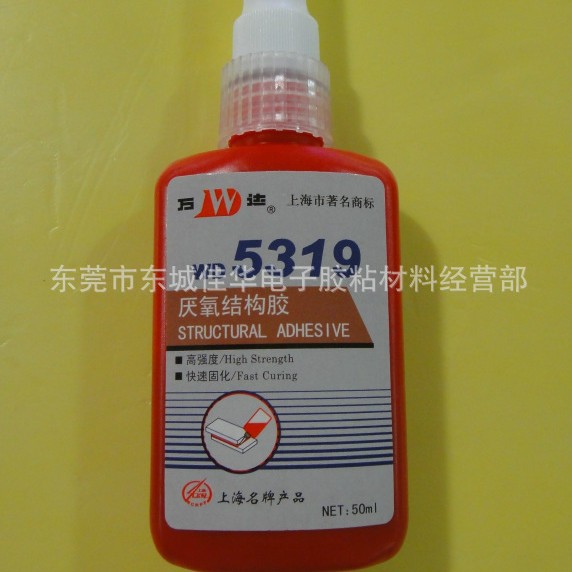 万 W 达 ® 上海市著名商标
WD 5319
东莞市东城佳华电子胶粘材料经营部
厌氧结构胶
STRUCTURAL ADHESIVE
■ 高强度/High Strength
■ 快速固化/Fast Curing
上海名牌产品
NET:50ml